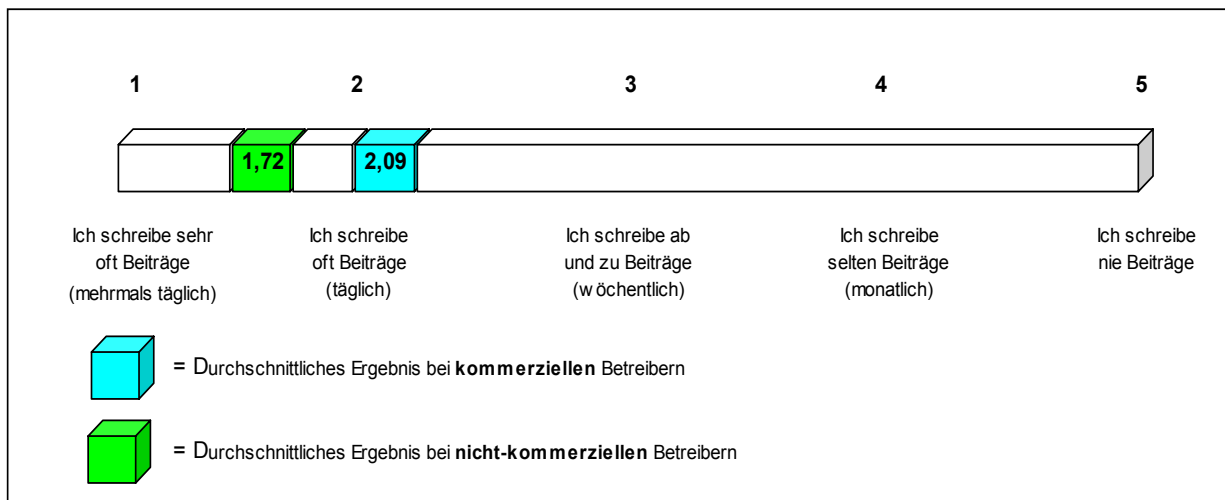 1 2 3 4 5
1,72 2,09
Ich schreibe sehr
oft Beiträge
(mehrmals täglich)
Ich schreibe
oft Beiträge
(täglich)
Ich schreibe ab
und zu Beiträge
(wöchentlich)
Ich schreibe
selten Beiträge
(monatlich)
Ich schreibe
nie Beiträge
= Durchschnittliches Ergebnis bei kommerziellen Betreibern
= Durchschnittliches Ergebnis bei nicht-kommerziellen Betreibern